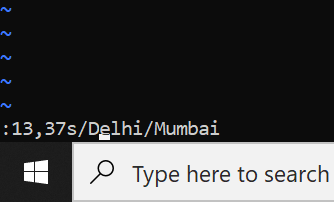 ~
~
~
~
~
:13,37s/Delhi/Mumbai
Type here to search